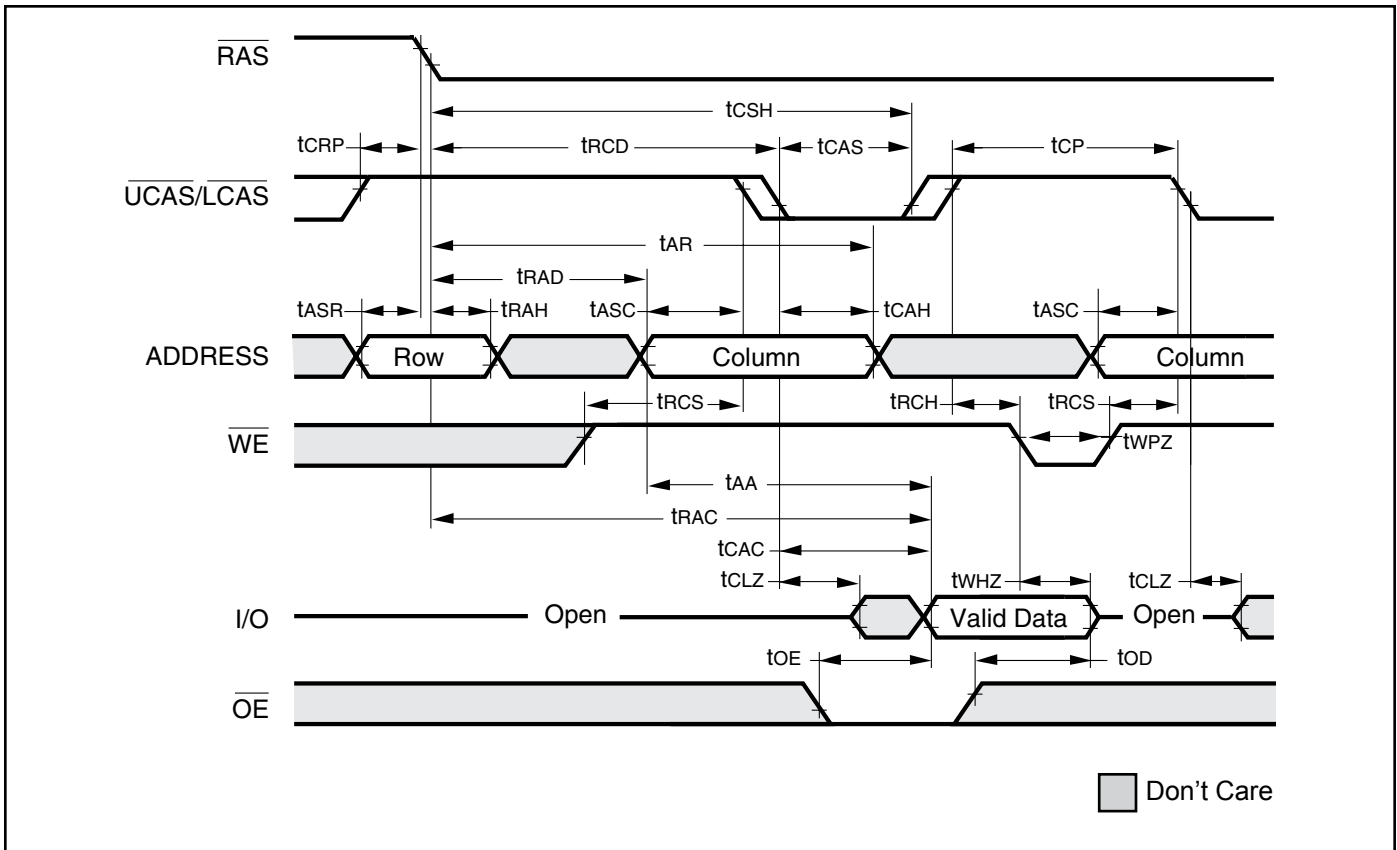 RAS
tCSH
tCRP
tRCD
tCAS
tCP
UCAS/LCAS
tAR
tRAD
tASR
tRAH
tASC
tCAH
tASC
ADDRESS
Row
Column
Column
tRCS
tRCH
tRCS
WE
tWPZ
tAA
tRAC
tCAC
tCLZ
tWHZ
tCLZ
I/O
Open
Valid Data
Open
tOE
tOD
OE
Don't Care